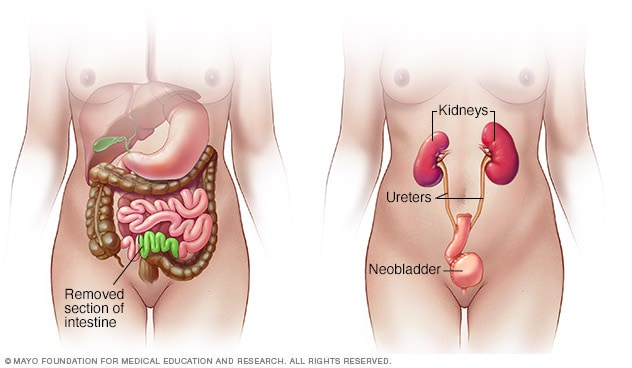 Removed
section of
intestine
Kidneys
Ureters
Neobladder
© MAYO FOUNDATION FOR MEDICAL EDUCATION AND RESEARCH. ALL RIGHTS RESERVED.